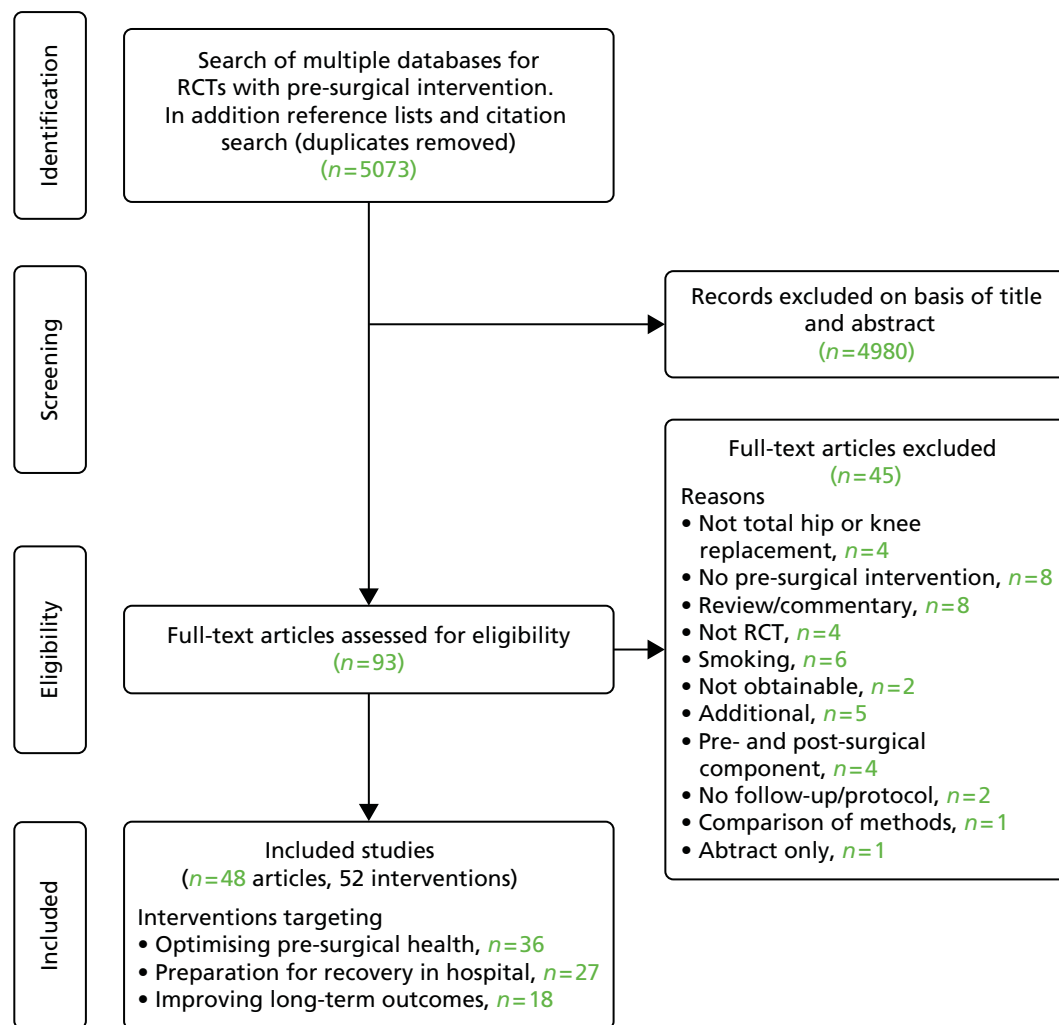 Identification
Search of multiple databases for
RCTs with pre-surgical intervention.
In addition reference lists and citation
search (duplicates removed)
(n=5073)
Screening
Records excluded on basis of title
and abstract
(n=4980)
Eligibility
Full-text articles assessed for eligibility
(n=93)
Full-text articles excluded
(n=45)
Reasons
• Not total hip or knee
replacement, n=4
• No pre-surgical intervention, n=8
• Review/commentary, n=8
• Not RCT, n=4
• Smoking, n=6
• Not obtainable, n=2
• Additional, n=5
• Pre- and post-surgical
component, n=4
• No follow-up/protocol, n=2
• Comparison of methods, n=1
• Abtract only, n=1
Included
Included studies
(n=48 articles, 52 interventions)
Interventions targeting
• Optimising pre-surgical health, n=36
• Preparation for recovery in hospital, n=27
• Improving long-term outcomes, n=18